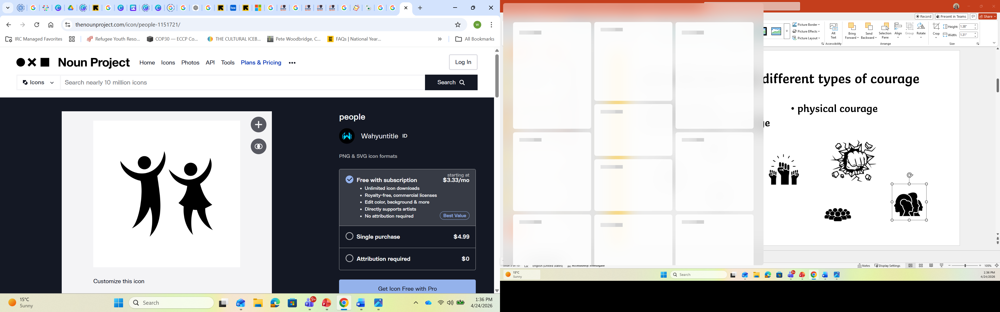 thenounproject.com/icon/people-1151721/
W
IRC Managed Favorites
Refugee Youth Reso...
COP30 — ECCP Co...
THE CULTURAL ICEB...
Pete Woodbridge, C...
FAQs | National Year...
All Bookmarks
Noun Project
Home
Icons
Photos
API
Tools
Plans & Pricing
Log In
Icons
Search nearly 10 million icons
Search
people
Wahyuntitle ID
PNG & SVG icon formats
starting at
Free with subscription
$3.33/mo
• Unlimited icon downloads
• Royalty-free, commercial licenses
• Edit color, background & more
• Directly supports artists
• No attribution required
Best Value
Single purchase
$4.99
Attribution required
$0
Customize this icon
Get Icon Free with Pro
15°C
Sunny
Search
9+
1:36 PM
4/24/2026
Record
Present in Teams
Share
Picture Border
Picture Effects
Picture Layout
Alt
Text
Accessibility
Bring
Forward
Send
Backward
Selection
Pane
Align
Group
Rotate
Arrange
Crop
Height:
1.38"
Width:
1.31"
Size
different types of courage
• physical courage
ge
English (United States)
Accessibility: Investigate
Notes
Display Settings
105%
15°C
Sunny
Search
9+
1:36 PM
4/24/2026